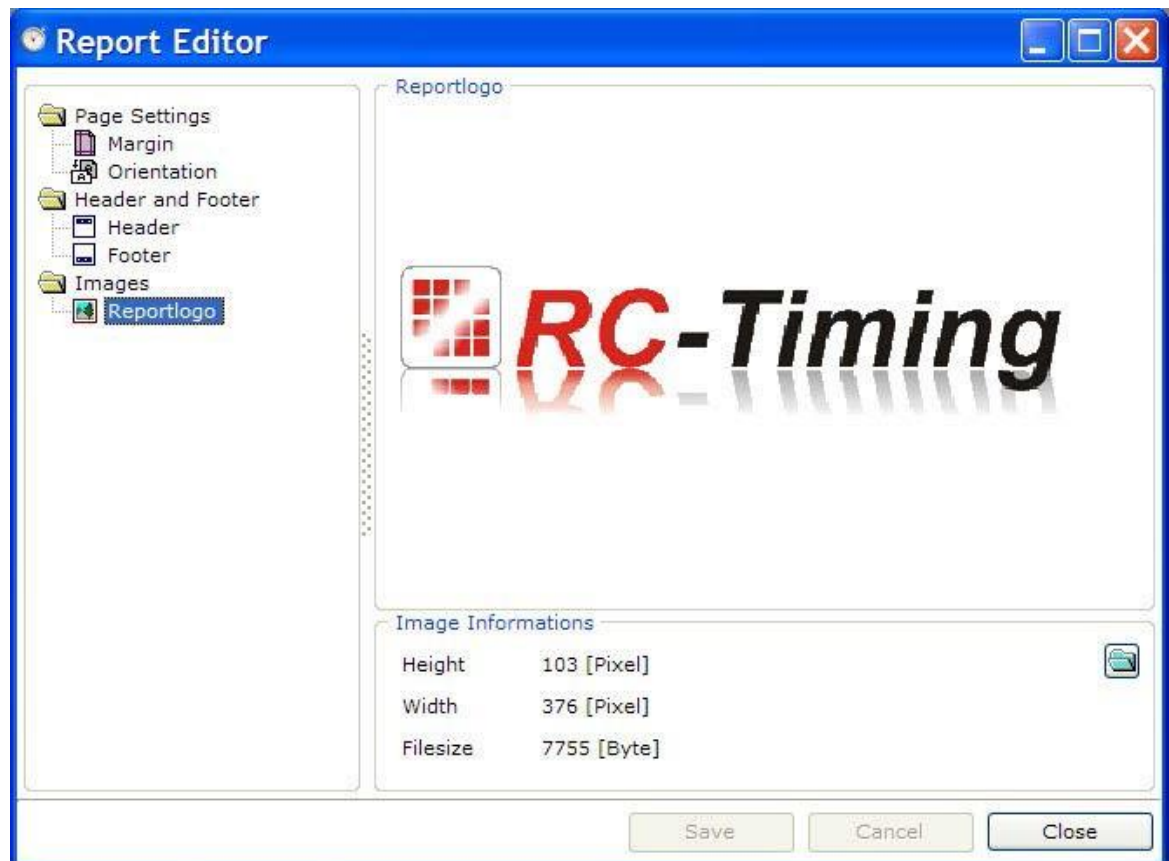 Report Editor
Page Settings
Margin
Orientation
Header and Footer
Header
Footer
Images
Reportlogo
Reportlogo
RC-Timing
Image Informations
Height 103 [Pixel]
Width 376 [Pixel]
Filesize 7755 [Byte]
Save Cancel Close